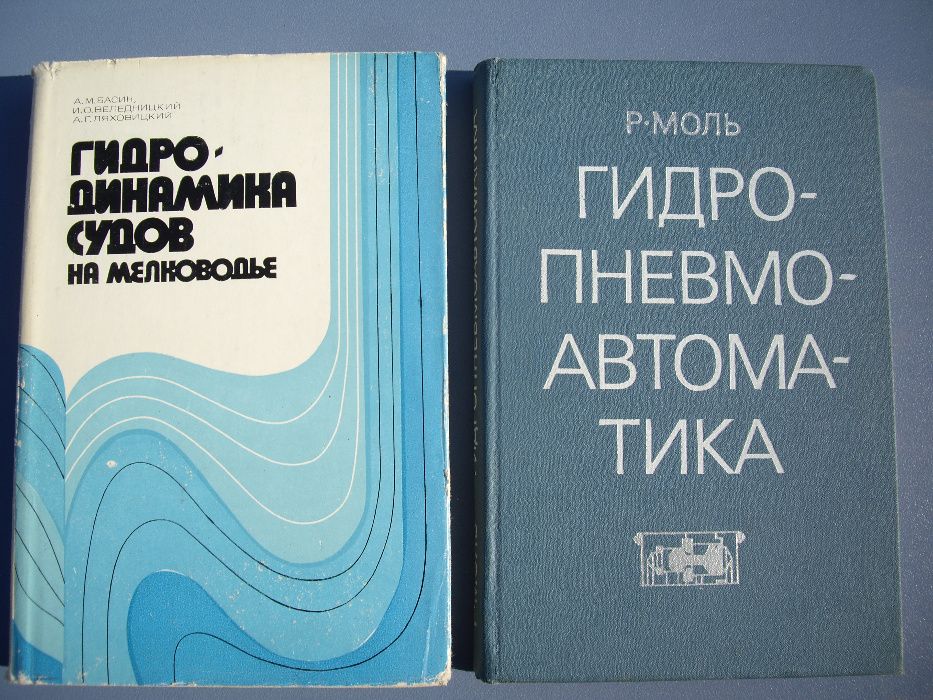 А.М.БАСИН,
И.О.ВЕЛЕДНИЦКИЙ
А.Г.ЛЯХОВИЦКИЙ
ГИДРО-
ДИНАМИКА
СУДОВ
НА МЕЛКОВОДЬЕ
Р·МОЛЬ
ГИДРО-
ПНЕВМО-
АВТОМА-
ТИКА